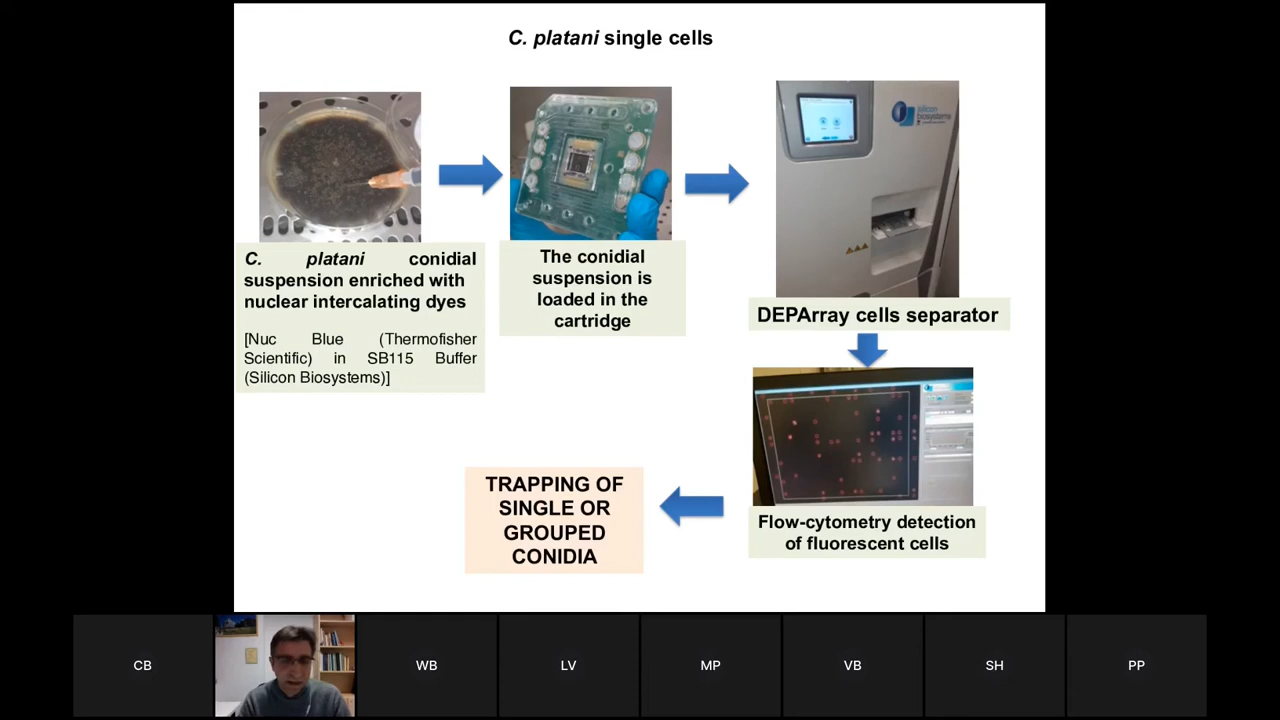 C. platani single cells
silicon
biosystems
C. platani conidial
suspension enriched with
nuclear intercalating dyes
[Nuc Blue (Thermofisher
Scientific) in SB115 Buffer
(Silicon Biosystems)]
The conidial
suspension is
loaded in the
cartridge
DEPArray cells separator
Flow-cytometry detection
of fluorescent cells
TRAPPING OF
SINGLE OR
GROUPED
CONIDIA
CB
WB
LV
MP
VB
SH
PP